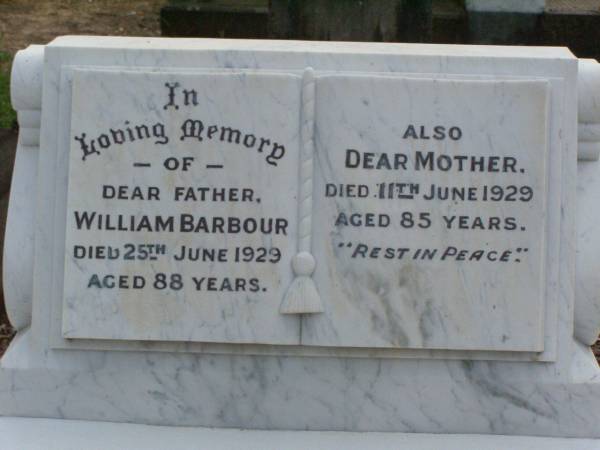 In
Loving Memory
— OF —
DEAR FATHER,
WILLIAM BARBOUR
DIED 25TH JUNE 1929
AGED 88 YEARS.
ALSO
DEAR MOTHER.
DIED 11TH JUNE 1929
AGED 85 YEARS.
"REST IN PEACE".